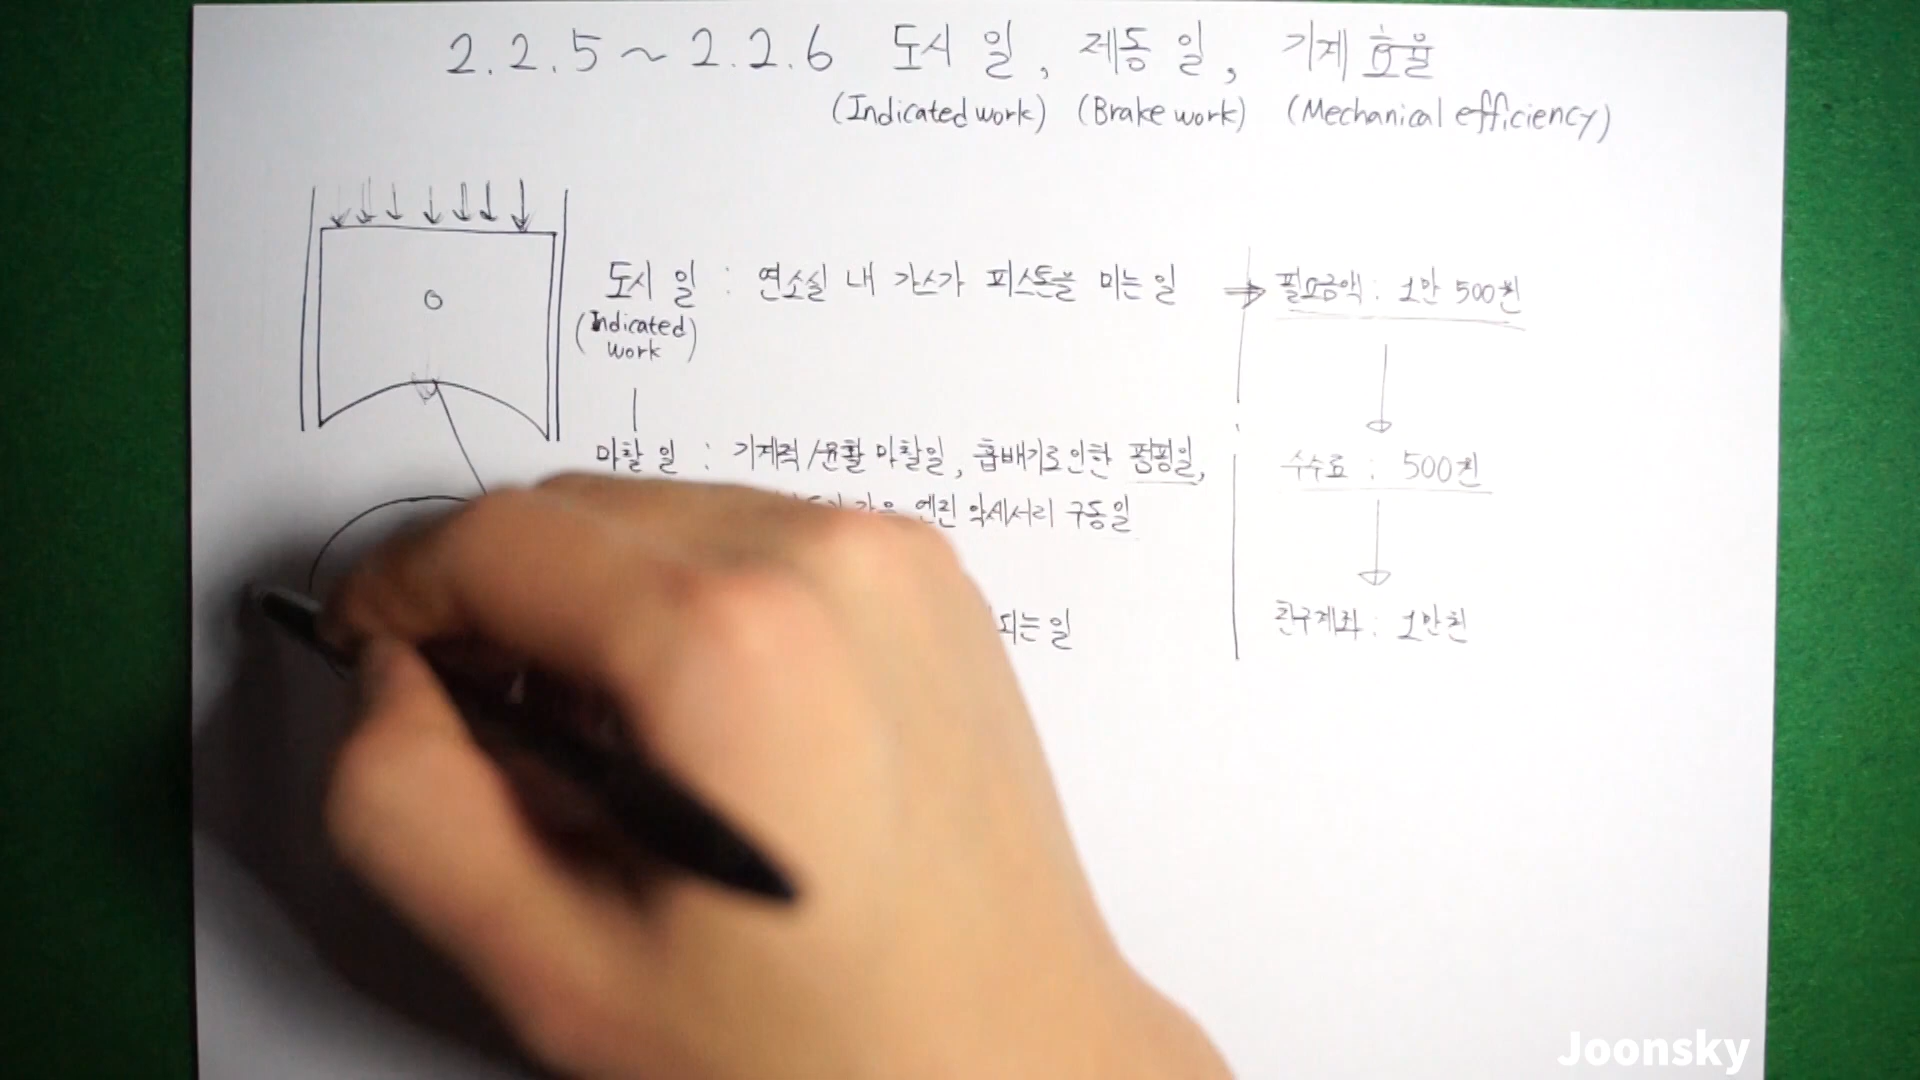 2.2.5 ~ 2.2.6 도시 일, 제동 일, 기계 효율
(Indicated work) (Brake work) (Mechanical efficiency)
도시 일 : 연소실 내 가스가 피스톤을 미는 일 → 필요금액 : 1만 500원
(Indicated work)
마찰 일 : 기계적/윤활 마찰일, 흡배기로인한 펌핑일, 수수료 : 500원
같은 엔진 악세서리 구동일
되는일 친구계좌 : 1만원
Joonsky